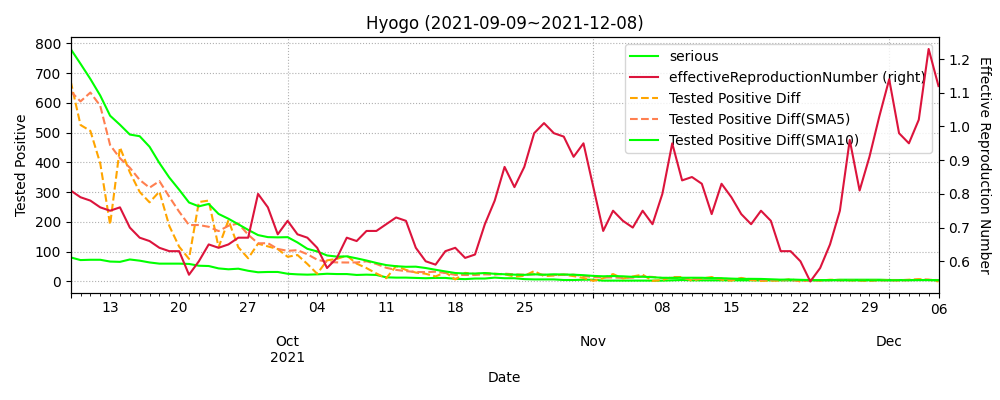 Hyogo (2021-09-09~2021-12-08)
serious
effectiveReproductionNumber (right)
Tested Positive Diff
Tested Positive Diff(SMA5)
Tested Positive Diff(SMA10)
Tested Positive
800
700
600
500
400
300
200
100
0
1.2
1.1
1.0
0.9
0.8
0.7
0.6
Effective Reproduction Number
13 20 27 04 11 18 25 08 15 22 29 06
Oct Nov Dec
2021
Date